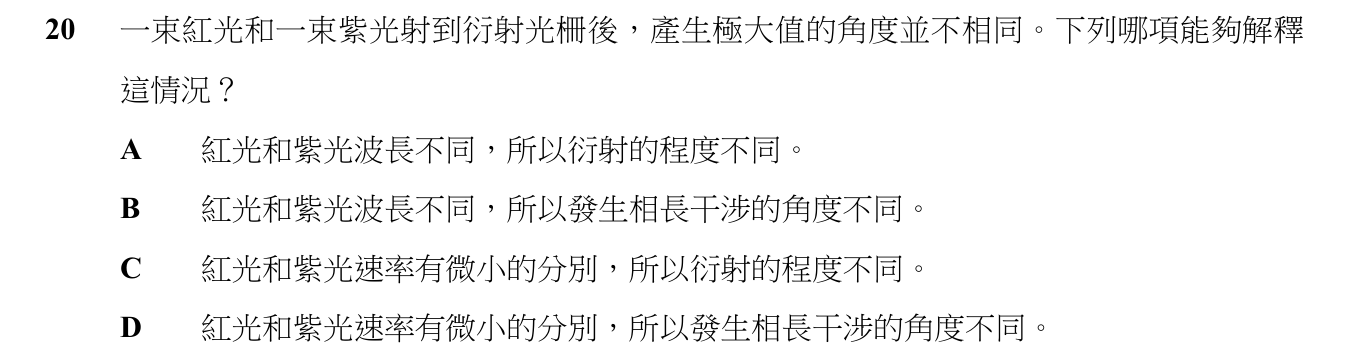 20 一束紅光和一束紫光射到衍射光柵後，產生極大值的角度並不相同。下列哪項能夠解釋
這情況？
A 紅光和紫光波長不同，所以衍射的程度不同。
B 紅光和紫光波長不同，所以發生相長干涉的角度不同。
C 紅光和紫光速率有微小的分別，所以衍射的程度不同。
D 紅光和紫光速率有微小的分別，所以發生相長干涉的角度不同。